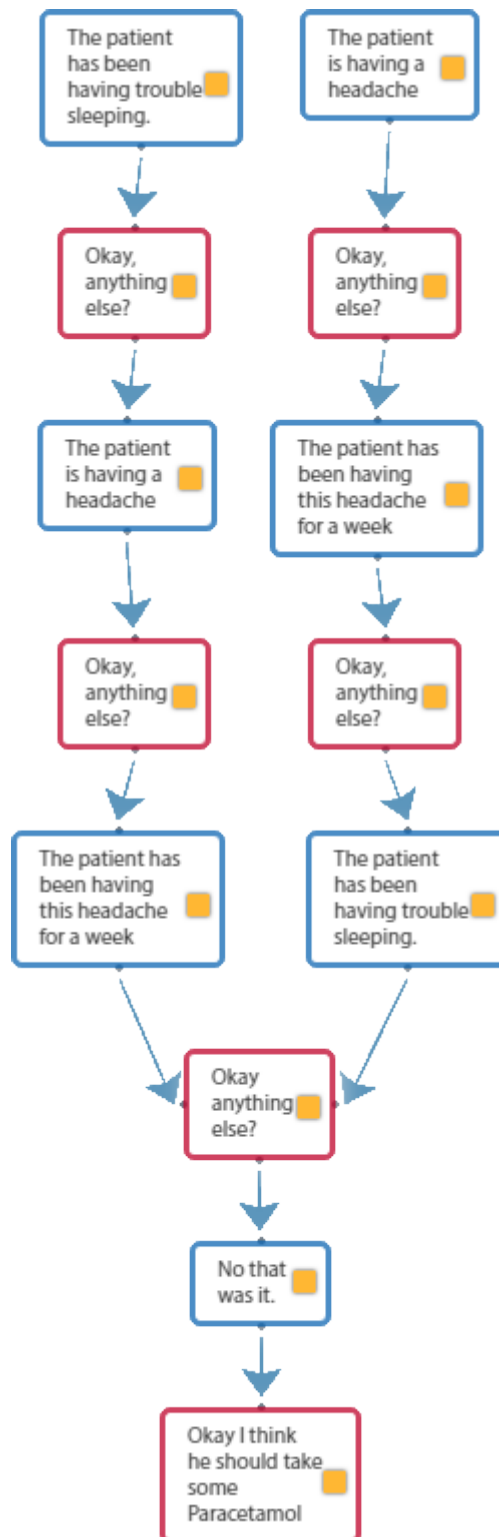 The patient
has been
having trouble
sleeping.
The patient
is having a
headache
Okay,
anything
else?
Okay,
anything
else?
The patient
is having a
headache
The patient has
been having
this headache
for a week
Okay,
anything
else?
Okay,
anything
else?
The patient has
been having
this headache
for a week
The patient
has been
having trouble
sleeping.
Okay
anything
else?
No that
was it.
Okay I think
he should take
some
Paracetamol